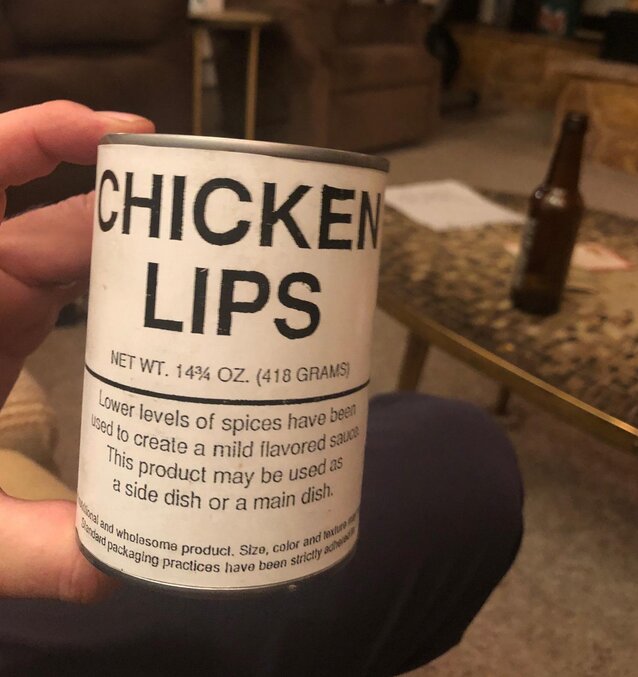 CHICKEN
LIPS
NET WT. 14¾ OZ. (418 GRAMS)
Lower levels of spices have been
used to create a mild flavored sauce.
This product may be used as
a side dish or a main dish.
and wholesome product. Size, color and texture
Standard packaging practices have been strictly adhered